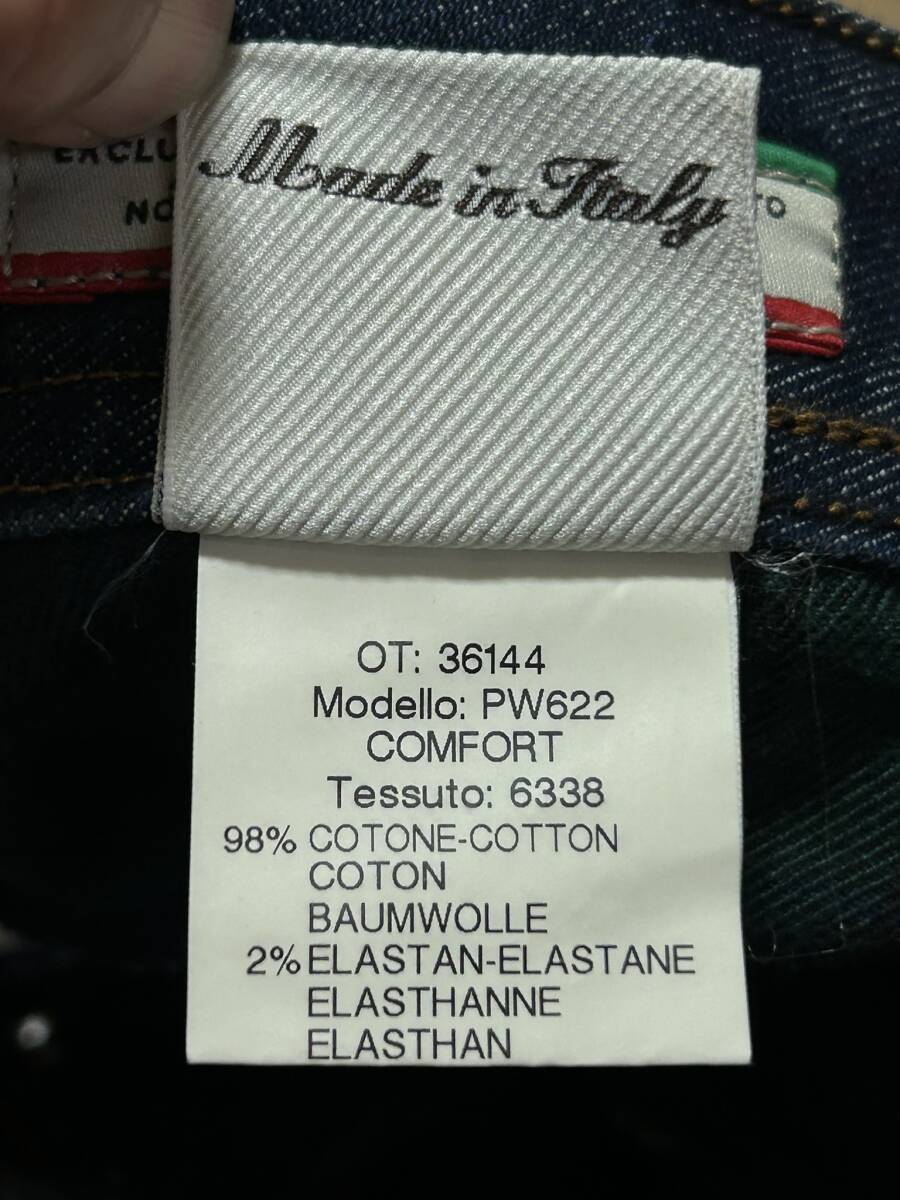 Made in Italy
OT: 36144
Modello: PW622
COMFORT
Tessuto: 6338
98% COTONE-COTTON
COTON
BAUMWOLLE
2% ELASTAN-ELASTANE
ELASTHANNE
ELASTHAN